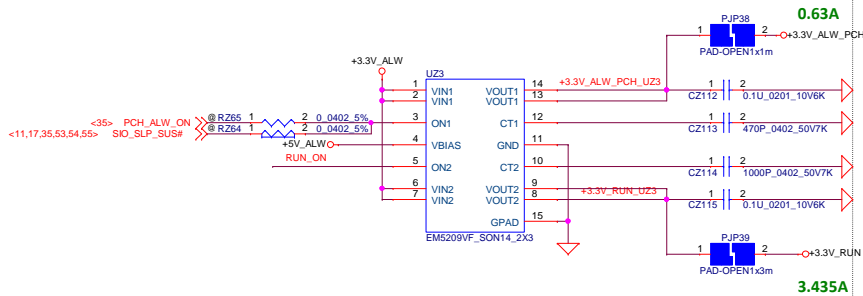 0.63A
PJP38
1 2 +3.3V_ALW_PCH
PAD-OPEN1x1m
+3.3V_ALW
UZ3
1 VIN1 VOUT1 14 +3.3V_ALW_PCH_UZ3 1 2
2 VIN1 VOUT1 13 CZ112 0.1U_0201_10V6K
<35> PCH_ALW_ON @ RZ65 1 2 0_0402_5%
3 ON1 CT1 12 1 2
<11,17,35,53,54,55> SIO_SLP_SUS# @ RZ64 1 2 0_0402_5%
CZ113 470P_0402_50V7K
+5V_ALW 4 VBIAS GND 11
RUN_ON 5 ON2 CT2 10 1 2
CZ114 1000P_0402_50V7K
6 VIN2 VOUT2 9
7 VIN2 VOUT2 8 +3.3V_RUN_UZ3 1 2
CZ115 0.1U_0201_10V6K
GPAD 15
EM5209VF_SON14_2X3
PJP39
1 2 +3.3V_RUN
PAD-OPEN1x3m
3.435A